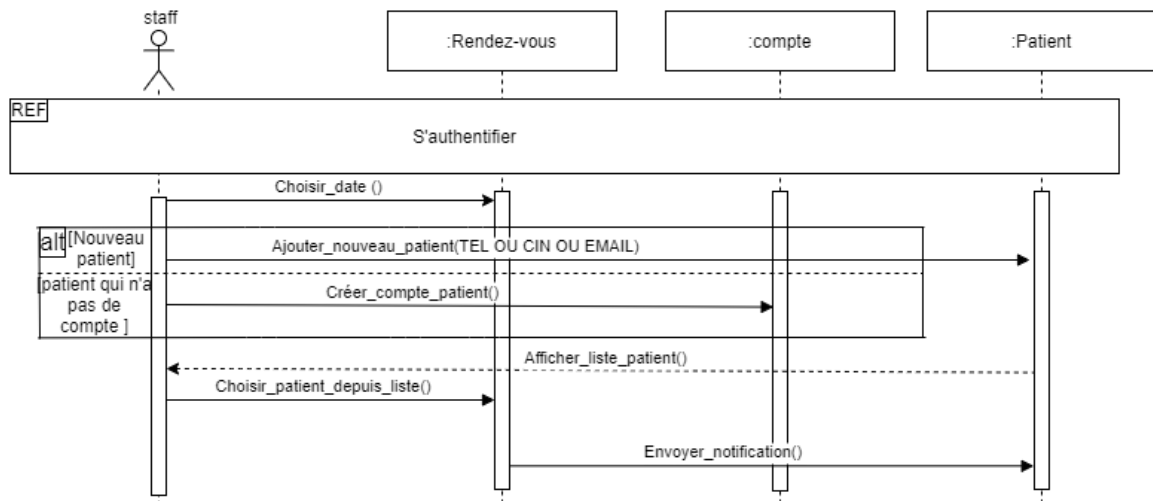 staff
:Rendez-vous
:compte
:Patient
REF
S'authentifier
Choisir_date ()
alt
[Nouveau
patient]
Ajouter_nouveau_patient(TEL OU CIN OU EMAIL)
[patient qui n'a
pas de
compte ]
Créer_compte_patient()
Afficher_liste_patient()
Choisir_patient_depuis_liste()
Envoyer_notification()